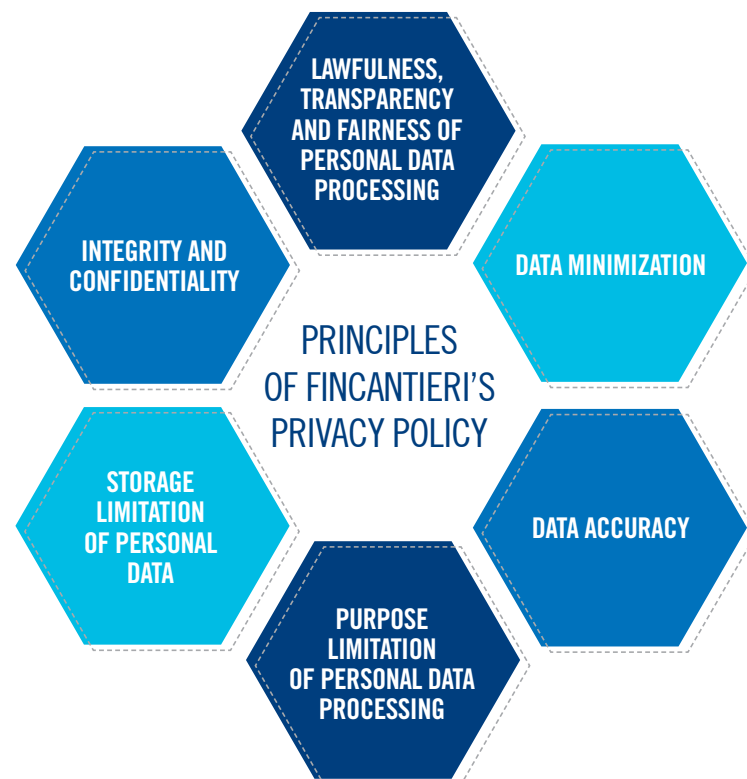 LAWFULNESS,
TRANSPARENCY
AND FAIRNESS OF
PERSONAL DATA
PROCESSING
INTEGRITY AND
CONFIDENTIALITY
DATA MINIMIZATION
PRINCIPLES
OF FINCANTIERI’S
PRIVACY POLICY
STORAGE
LIMITATION
OF PERSONAL
DATA
DATA ACCURACY
PURPOSE
LIMITATION
OF PERSONAL DATA
PROCESSING